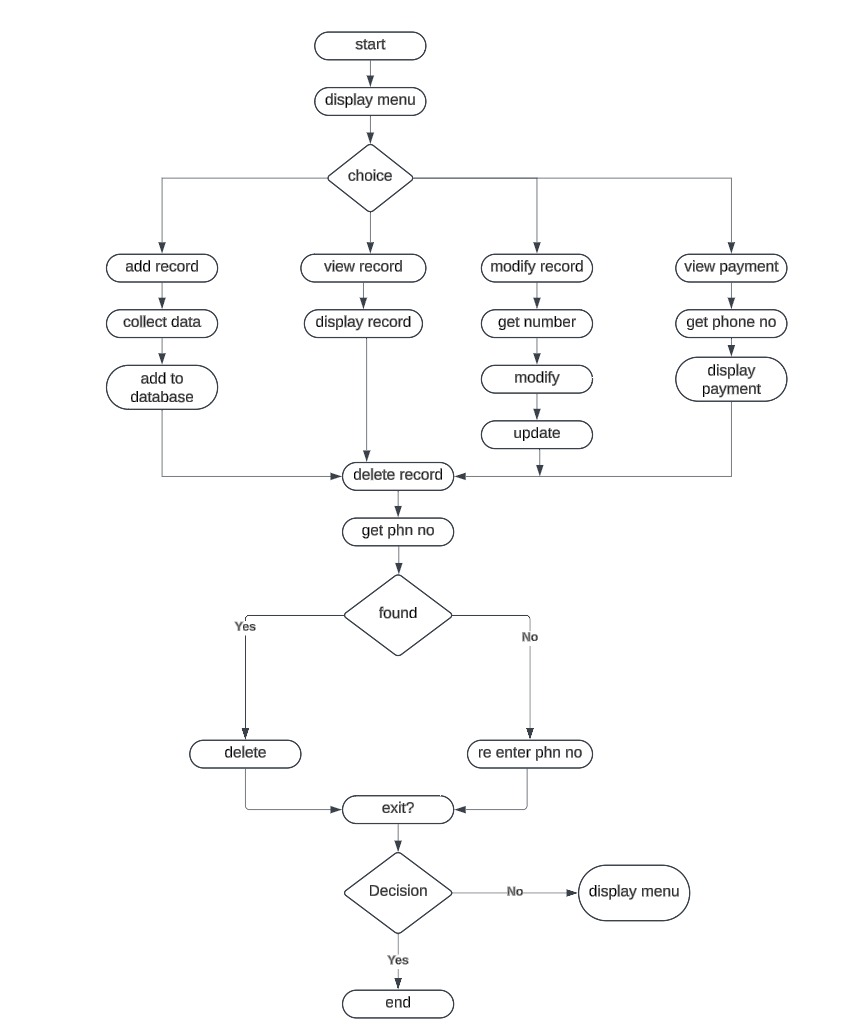 start
display menu
choice
add record
view record
modify record
view payment
collect data
display record
get number
get phone no
add to
database
modify
display
payment
update
delete record
get phn no
found
Yes
No
delete
re enter phn no
exit?
Decision
No
display menu
Yes
end